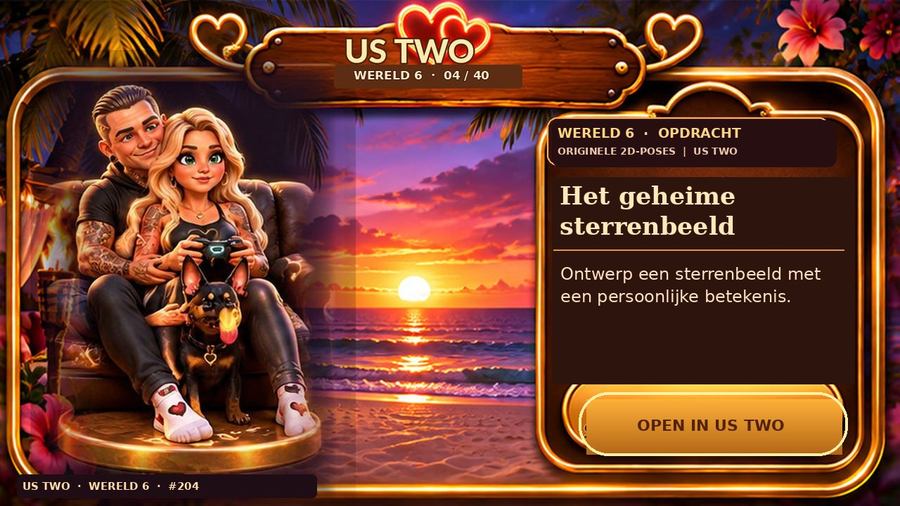 US TWO
WERELD 6 · 04 / 40
WERELD 6 · OPDRACHT
ORIGINELE 2D-POSES | US TWO
Het geheime
sterrenbeeld
Ontwerp een sterrenbeeld met
een persoonlijke betekenis.
OPEN IN US TWO
US TWO · WERELD 6 · #204